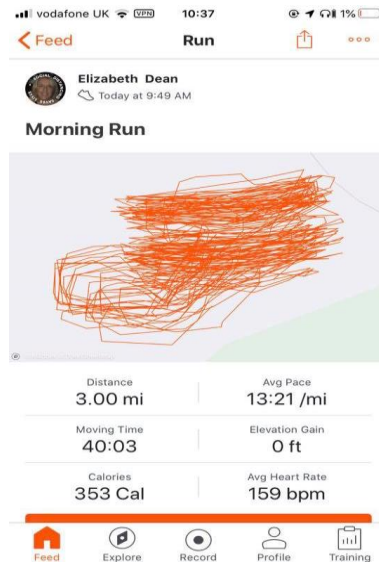 vodafone UK VPN 10:37 1%
Feed Run
Elizabeth Dean
Today at 9:49 AM
Morning Run
Distance Avg Pace
3.00 mi 13:21 /mi
Moving Time Elevation Gain
40:03 0 ft
Calories Avg Heart Rate
353 Cal 159 bpm
Feed Explore Record Profile Training